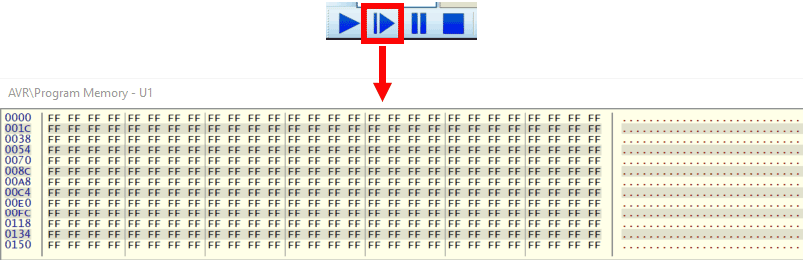 AVR\Program Memory - U1
0000 FF FF FF FF FF FF FF FF FF FF FF FF FF FF FF FF FF FF FF FF FF FF FF FF FF FF FF FF ............................
001C FF FF FF FF FF FF FF FF FF FF FF FF FF FF FF FF FF FF FF FF FF FF FF FF FF FF FF FF ............................
0038 FF FF FF FF FF FF FF FF FF FF FF FF FF FF FF FF FF FF FF FF FF FF FF FF FF FF FF FF ............................
0054 FF FF FF FF FF FF FF FF FF FF FF FF FF FF FF FF FF FF FF FF FF FF FF FF FF FF FF FF ............................
0070 FF FF FF FF FF FF FF FF FF FF FF FF FF FF FF FF FF FF FF FF FF FF FF FF FF FF FF FF ............................
008C FF FF FF FF FF FF FF FF FF FF FF FF FF FF FF FF FF FF FF FF FF FF FF FF FF FF FF FF ............................
00A8 FF FF FF FF FF FF FF FF FF FF FF FF FF FF FF FF FF FF FF FF FF FF FF FF FF FF FF FF ............................
00C4 FF FF FF FF FF FF FF FF FF FF FF FF FF FF FF FF FF FF FF FF FF FF FF FF FF FF FF FF ............................
00E0 FF FF FF FF FF FF FF FF FF FF FF FF FF FF FF FF FF FF FF FF FF FF FF FF FF FF FF FF ............................
00FC FF FF FF FF FF FF FF FF FF FF FF FF FF FF FF FF FF FF FF FF FF FF FF FF FF FF FF FF ............................
0118 FF FF FF FF FF FF FF FF FF FF FF FF FF FF FF FF FF FF FF FF FF FF FF FF FF FF FF FF ............................
0134 FF FF FF FF FF FF FF FF FF FF FF FF FF FF FF FF FF FF FF FF FF FF FF FF FF FF FF FF ............................
0150 FF FF FF FF FF FF FF FF FF FF FF FF FF FF FF FF FF FF FF FF FF FF FF FF FF FF FF FF ............................